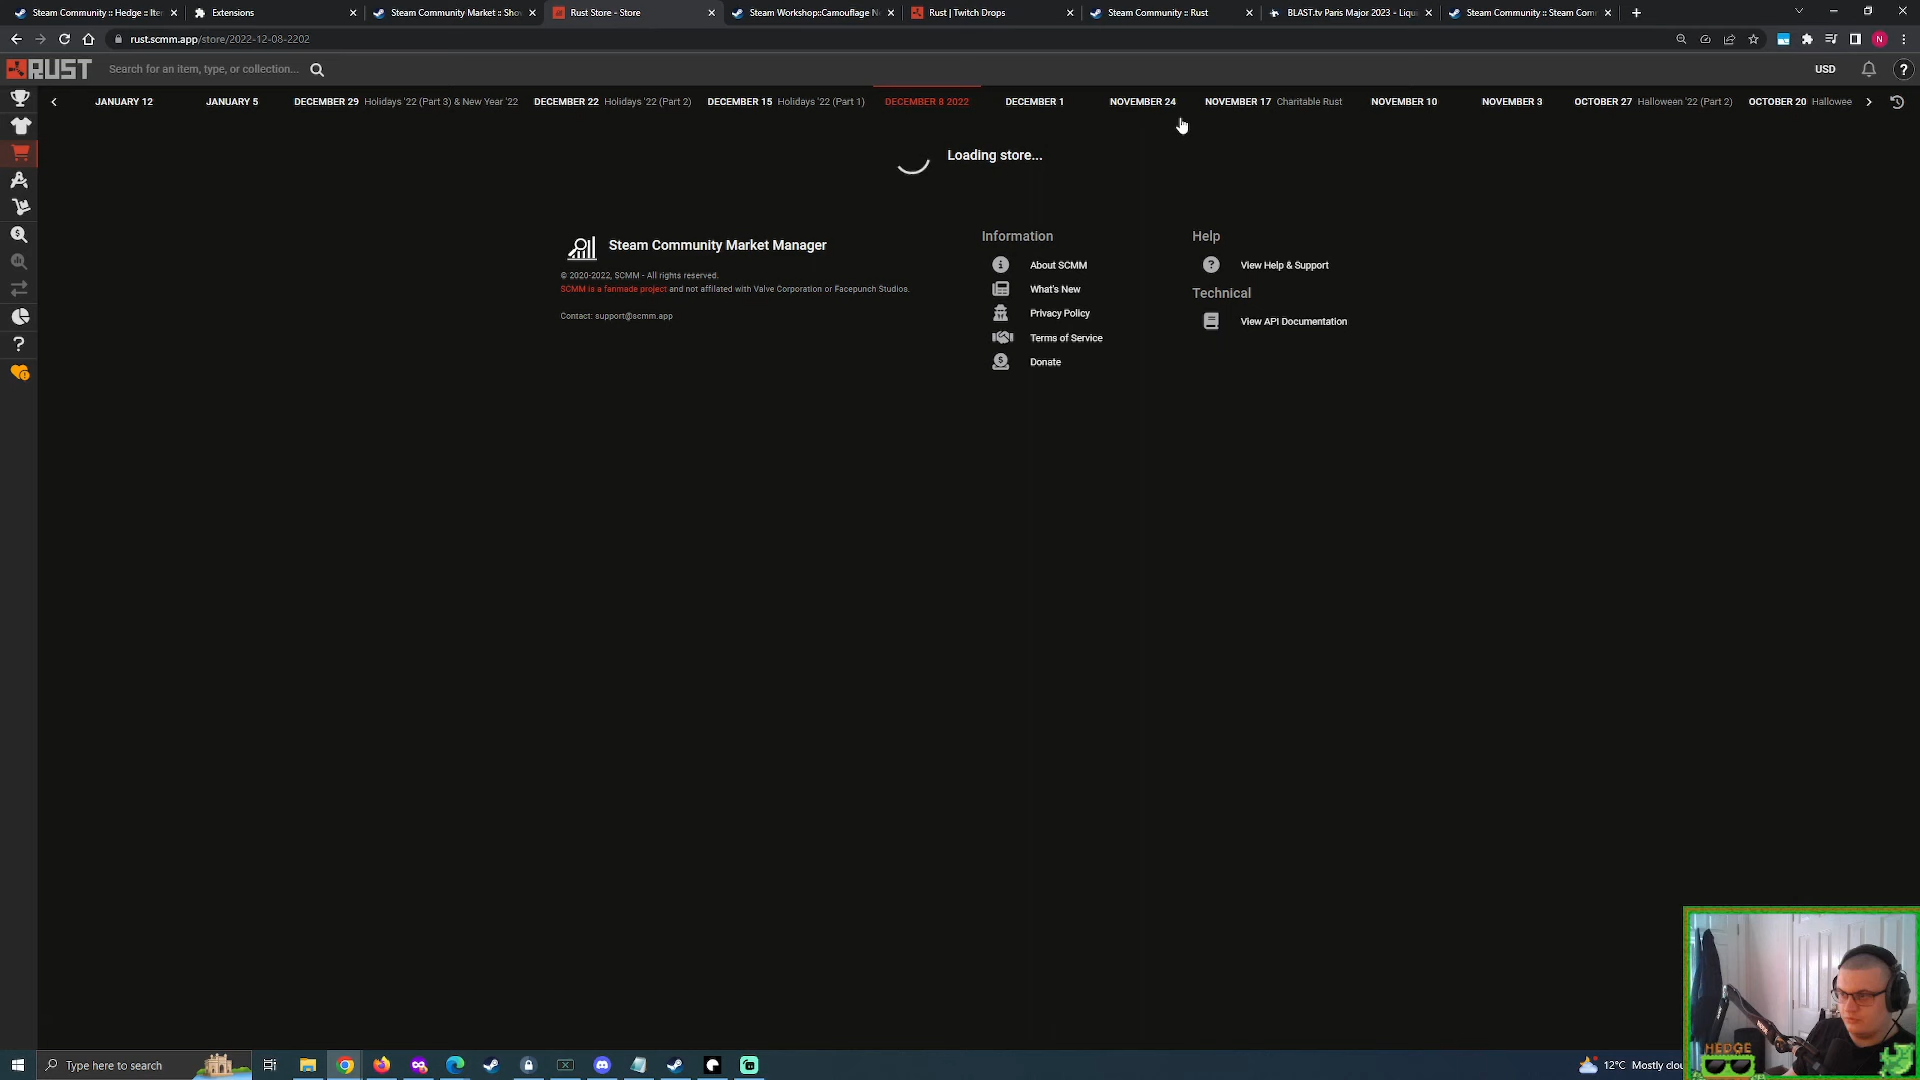 Steam Community :: Hedge :: Iter
Extensions
Steam Community Market :: Sho
Rust Store - Store
Steam Workshop::Camouflage N
Rust | Twitch Drops
Steam Community :: Rust
BLAST.tv Paris Major 2023 - Liqui
Steam Community :: Steam Com
rust.scmm.app/store/2022-12-08-2202
N
RUST
Search for an item, type, or collection...
USD
JANUARY 12
JANUARY 5
DECEMBER 29 Holidays '22 (Part 3) & New Year '22
DECEMBER 22 Holidays '22 (Part 2)
DECEMBER 15 Holidays '22 (Part 1)
DECEMBER 8 2022
DECEMBER 1
NOVEMBER 24
NOVEMBER 17 Charitable Rust
NOVEMBER 10
NOVEMBER 3
OCTOBER 27 Halloween '22 (Part 2)
OCTOBER 20 Hallowee
Loading store...
Steam Community Market Manager
© 2020-2022, SCMM - All rights reserved.
SCMM is a fanmade project and not affilated with Valve Corporation or Facepunch Studios.
Contact: support@scmm.app
Information
About SCMM
What's New
Privacy Policy
Terms of Service
Donate
Help
View Help & Support
Technical
View API Documentation
Type here to search
12°C Mostly clou
HEDGE